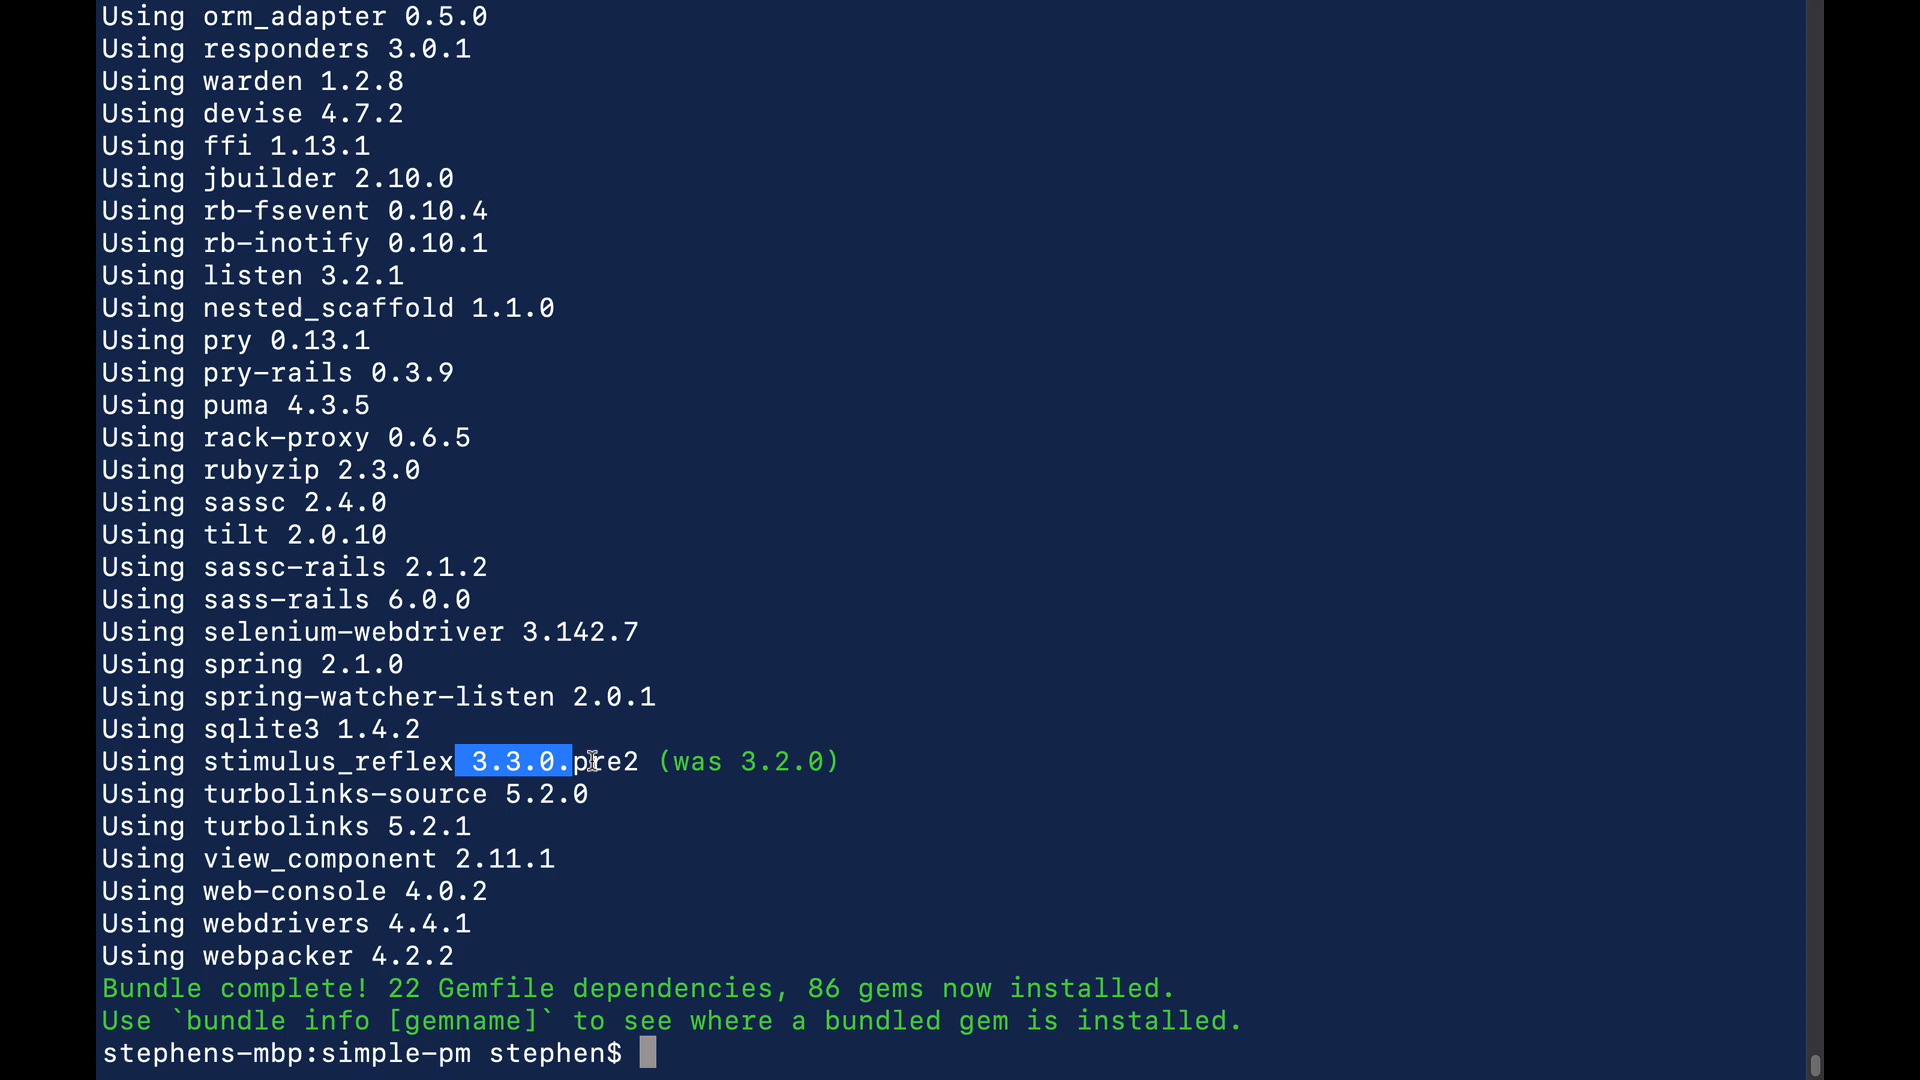 Using orm_adapter 0.5.0
Using responders 3.0.1
Using warden 1.2.8
Using devise 4.7.2
Using ffi 1.13.1
Using jbuilder 2.10.0
Using rb-fsevent 0.10.4
Using rb-inotify 0.10.1
Using listen 3.2.1
Using nested_scaffold 1.1.0
Using pry 0.13.1
Using pry-rails 0.3.9
Using puma 4.3.5
Using rack-proxy 0.6.5
Using rubyzip 2.3.0
Using sassc 2.4.0
Using tilt 2.0.10
Using sassc-rails 2.1.2
Using sass-rails 6.0.0
Using selenium-webdriver 3.142.7
Using spring 2.1.0
Using spring-watcher-listen 2.0.1
Using sqlite3 1.4.2
Using stimulus_reflex 3.3.0.pre2 (was 3.2.0)
Using turbolinks-source 5.2.0
Using turbolinks 5.2.1
Using view_component 2.11.1
Using web-console 4.0.2
Using webdrivers 4.4.1
Using webpacker 4.2.2
Bundle complete! 22 Gemfile dependencies, 86 gems now installed.
Use `bundle info [gemname]` to see where a bundled gem is installed.
stephens-mbp:simple-pm stephen$